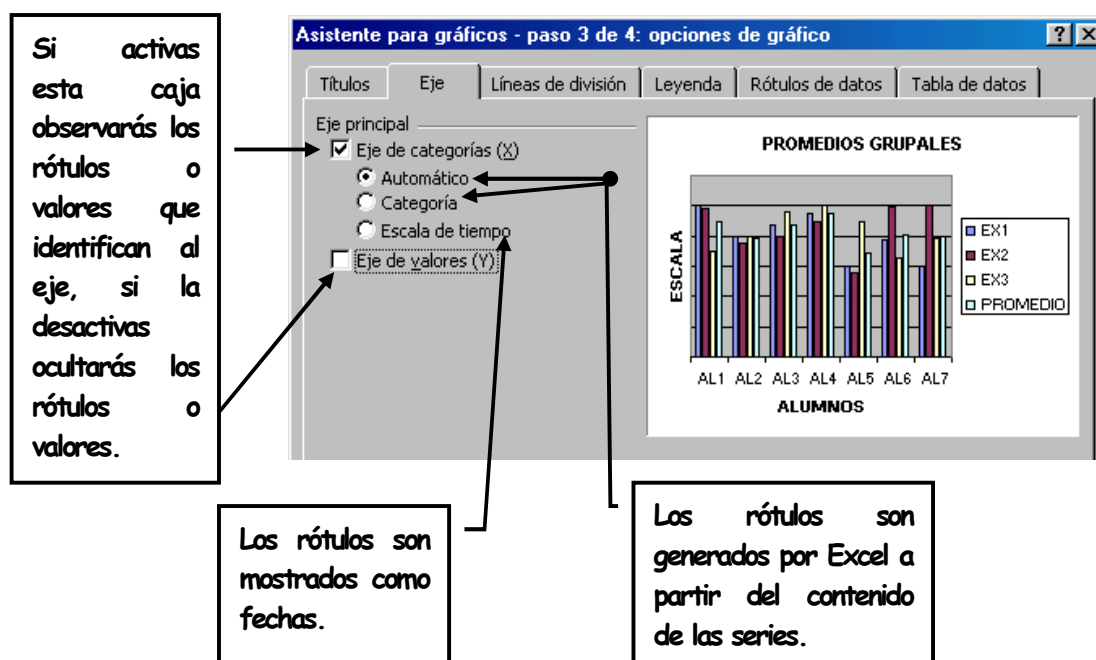 Si activas
esta caja
observarás los
rótulos o
valores que
identifican al
eje, si la
desactivas
ocultarás los
rótulos o
valores.
Asistente para gráficos - paso 3 de 4: opciones de gráfico
Títulos Eje Líneas de división Leyenda Rótulos de datos Tabla de datos
Eje principal
Eje de categorías (X)
Automático
Categoría
Escala de tiempo
Eje de valores (Y)
PROMEDIOS GRUPALES
ESCALA
EX1
EX2
EX3
PROMEDIO
AL1 AL2 AL3 AL4 AL5 AL6 AL7
ALUMNOS
Los rótulos son
mostrados como
fechas.
Los rótulos son
generados por Excel a
partir del contenido
de las series.